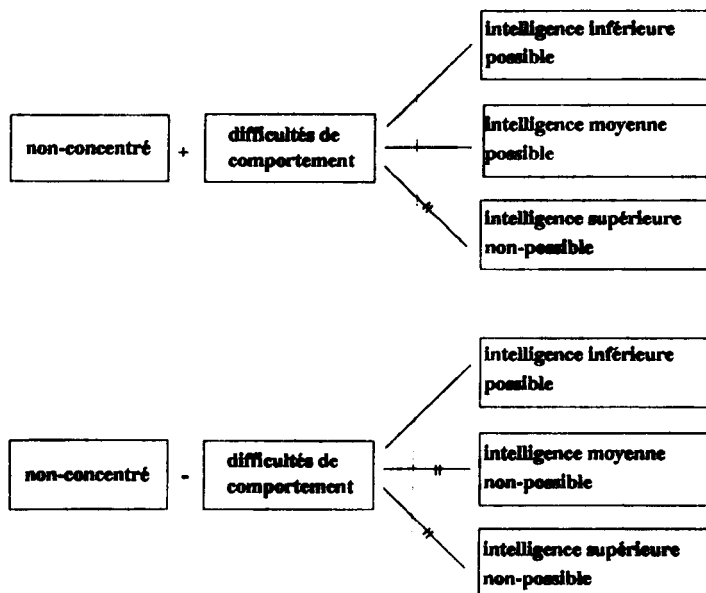 intelligence inférieure
possible
non-concentré + difficultés de
comportement
intelligence moyenne
possible
intelligence supérieure
non-possible
intelligence inférieure
possible
non-concentré - difficultés de
comportement
intelligence moyenne
non-possible
intelligence supérieure
non-possible